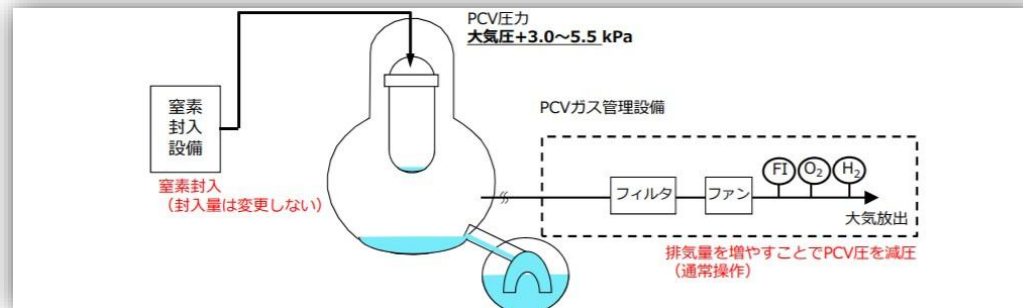 PCV圧力
大気圧+3.0~5.5 kPa
窒素
封入
設備
窒素封入
（封入量は変更しない）
PCVガス管理設備
フィルタ
ファン
FI
O₂
H₂
大気放出
排気量を増やすことでPCV圧を減圧
（通常操作）